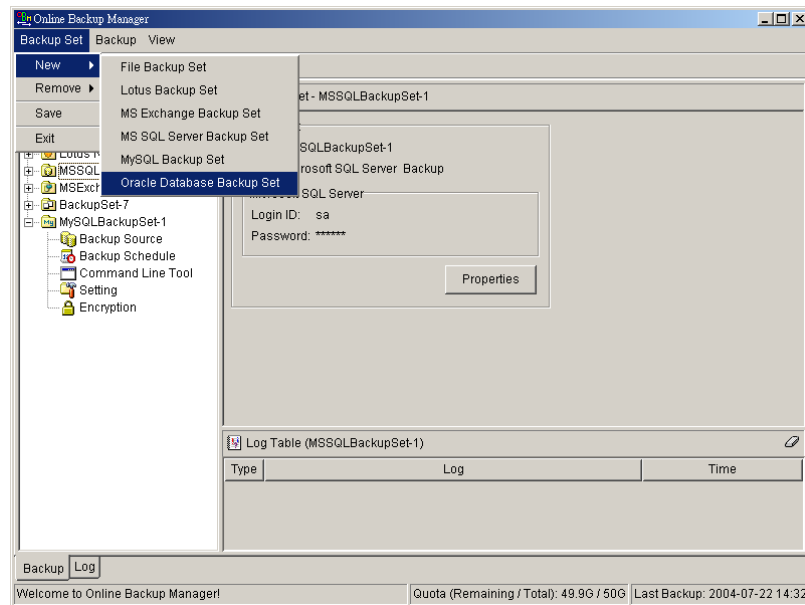 Online Backup Manager
Backup Set Backup View
New
Remove
Save
Exit
File Backup Set
Lotus Backup Set
MS Exchange Backup Set
MS SQL Server Backup Set
MySQL Backup Set
Oracle Database Backup Set
et - MSSQLBackupSet-1
SQLBackupSet-1
rosoft SQL Server Backup
SQL Server
Login ID: sa
Password: ******
Properties
MSSQL
MSExch
BackupSet-7
MySQLBackupSet-1
Backup Source
Backup Schedule
Command Line Tool
Setting
Encryption
Log Table (MSSQLBackupSet-1)
Type Log Time
Backup Log
Welcome to Online Backup Manager! Quota (Remaining / Total): 49.9G / 50G Last Backup: 2004-07-22 14:32